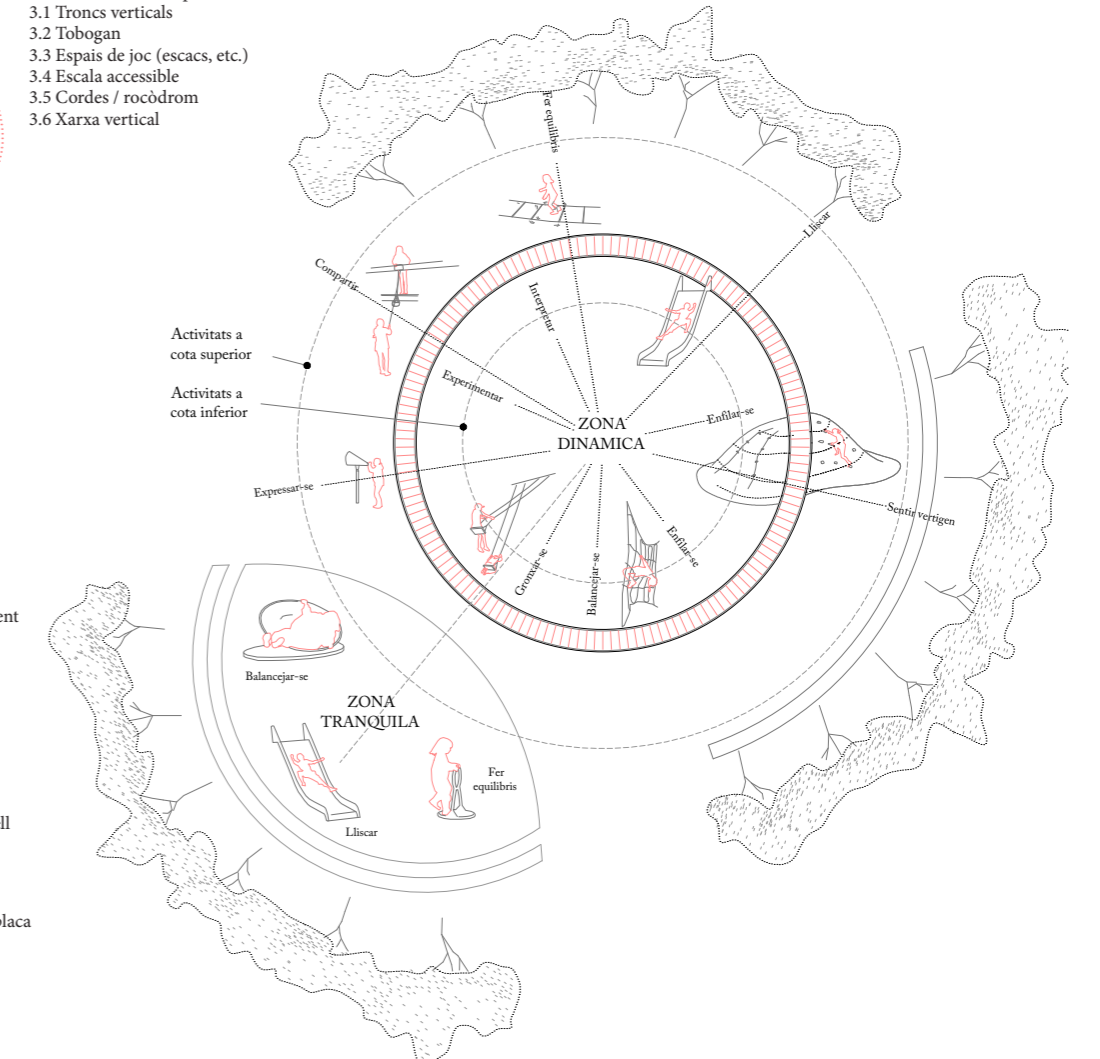 3.1 Troncs verticals
3.2 Tobogan
3.3 Espais de joc (escacs, etc.)
3.4 Escala accessible
3.5 Cordes / rocòdrom
3.6 Xarxa vertical
Fer equilibris
Lliscar
Compartir
Interpretar
Activitats a
cota superior
Experimentar
Activitats a
cota inferior
Enfilar-se
ZONA
DINAMICA
Expressar-se
Sentir vertigen
Gronxar-se
Balancejar-se
Enfilar-se
ent
Balancejar-se
ZONA
TRANQUILA
Fer
equilibris
Lliscar
ll
placa